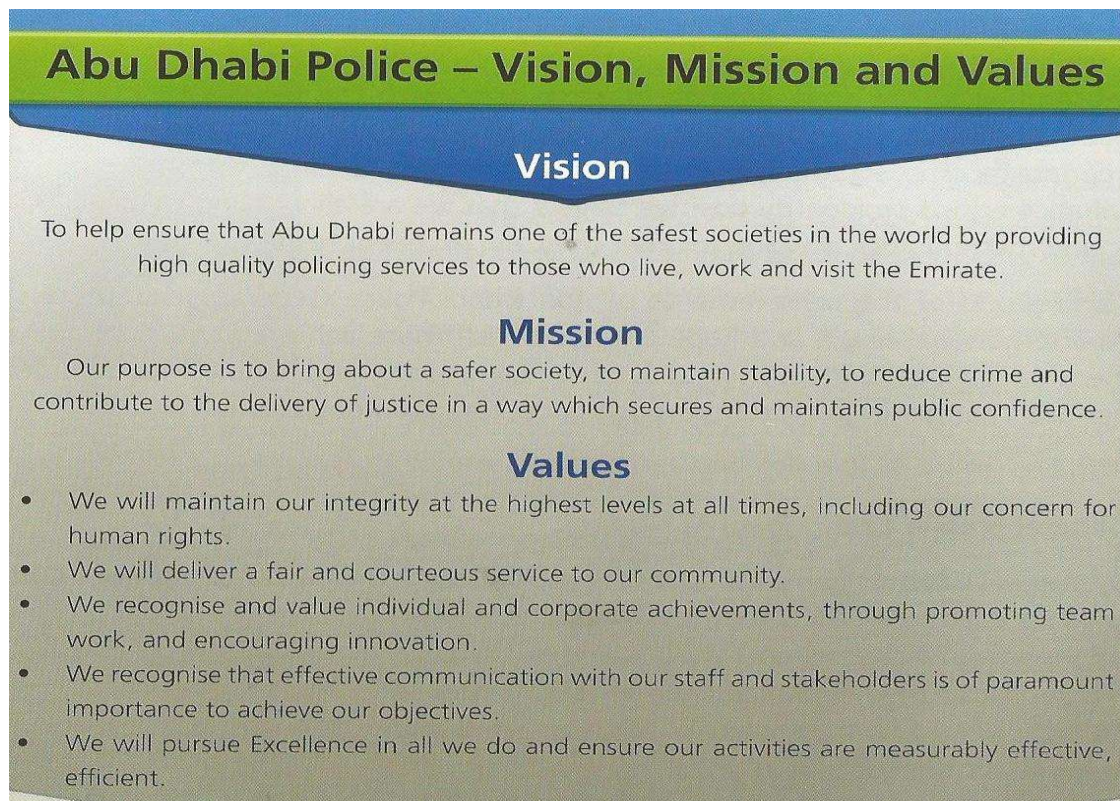 Abu Dhabi Police – Vision, Mission and Values
Vision
To help ensure that Abu Dhabi remains one of the safest societies in the world by providing
high quality policing services to those who live, work and visit the Emirate.
Mission
Our purpose is to bring about a safer society, to maintain stability, to reduce crime and
contribute to the delivery of justice in a way which secures and maintains public confidence.
Values
• We will maintain our integrity at the highest levels at all times, including our concern for
human rights.
• We will deliver a fair and courteous service to our community.
• We recognise and value individual and corporate achievements, through promoting team
work, and encouraging innovation.
• We recognise that effective communication with our staff and stakeholders is of paramount
importance to achieve our objectives.
• We will pursue Excellence in all we do and ensure our activities are measurably effective,
efficient.